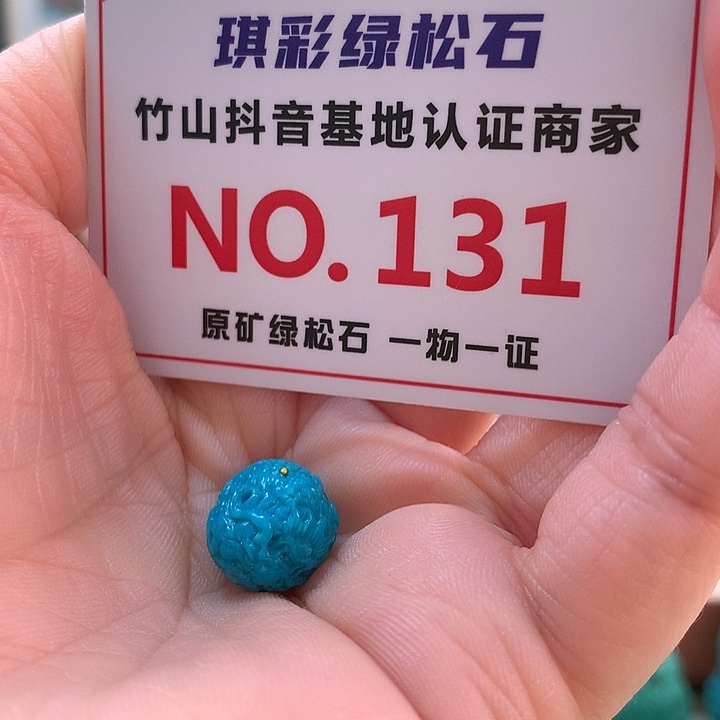 琪彩绿松石
竹山抖音基地认证商家
NO.131
原矿绿松石 一物一证